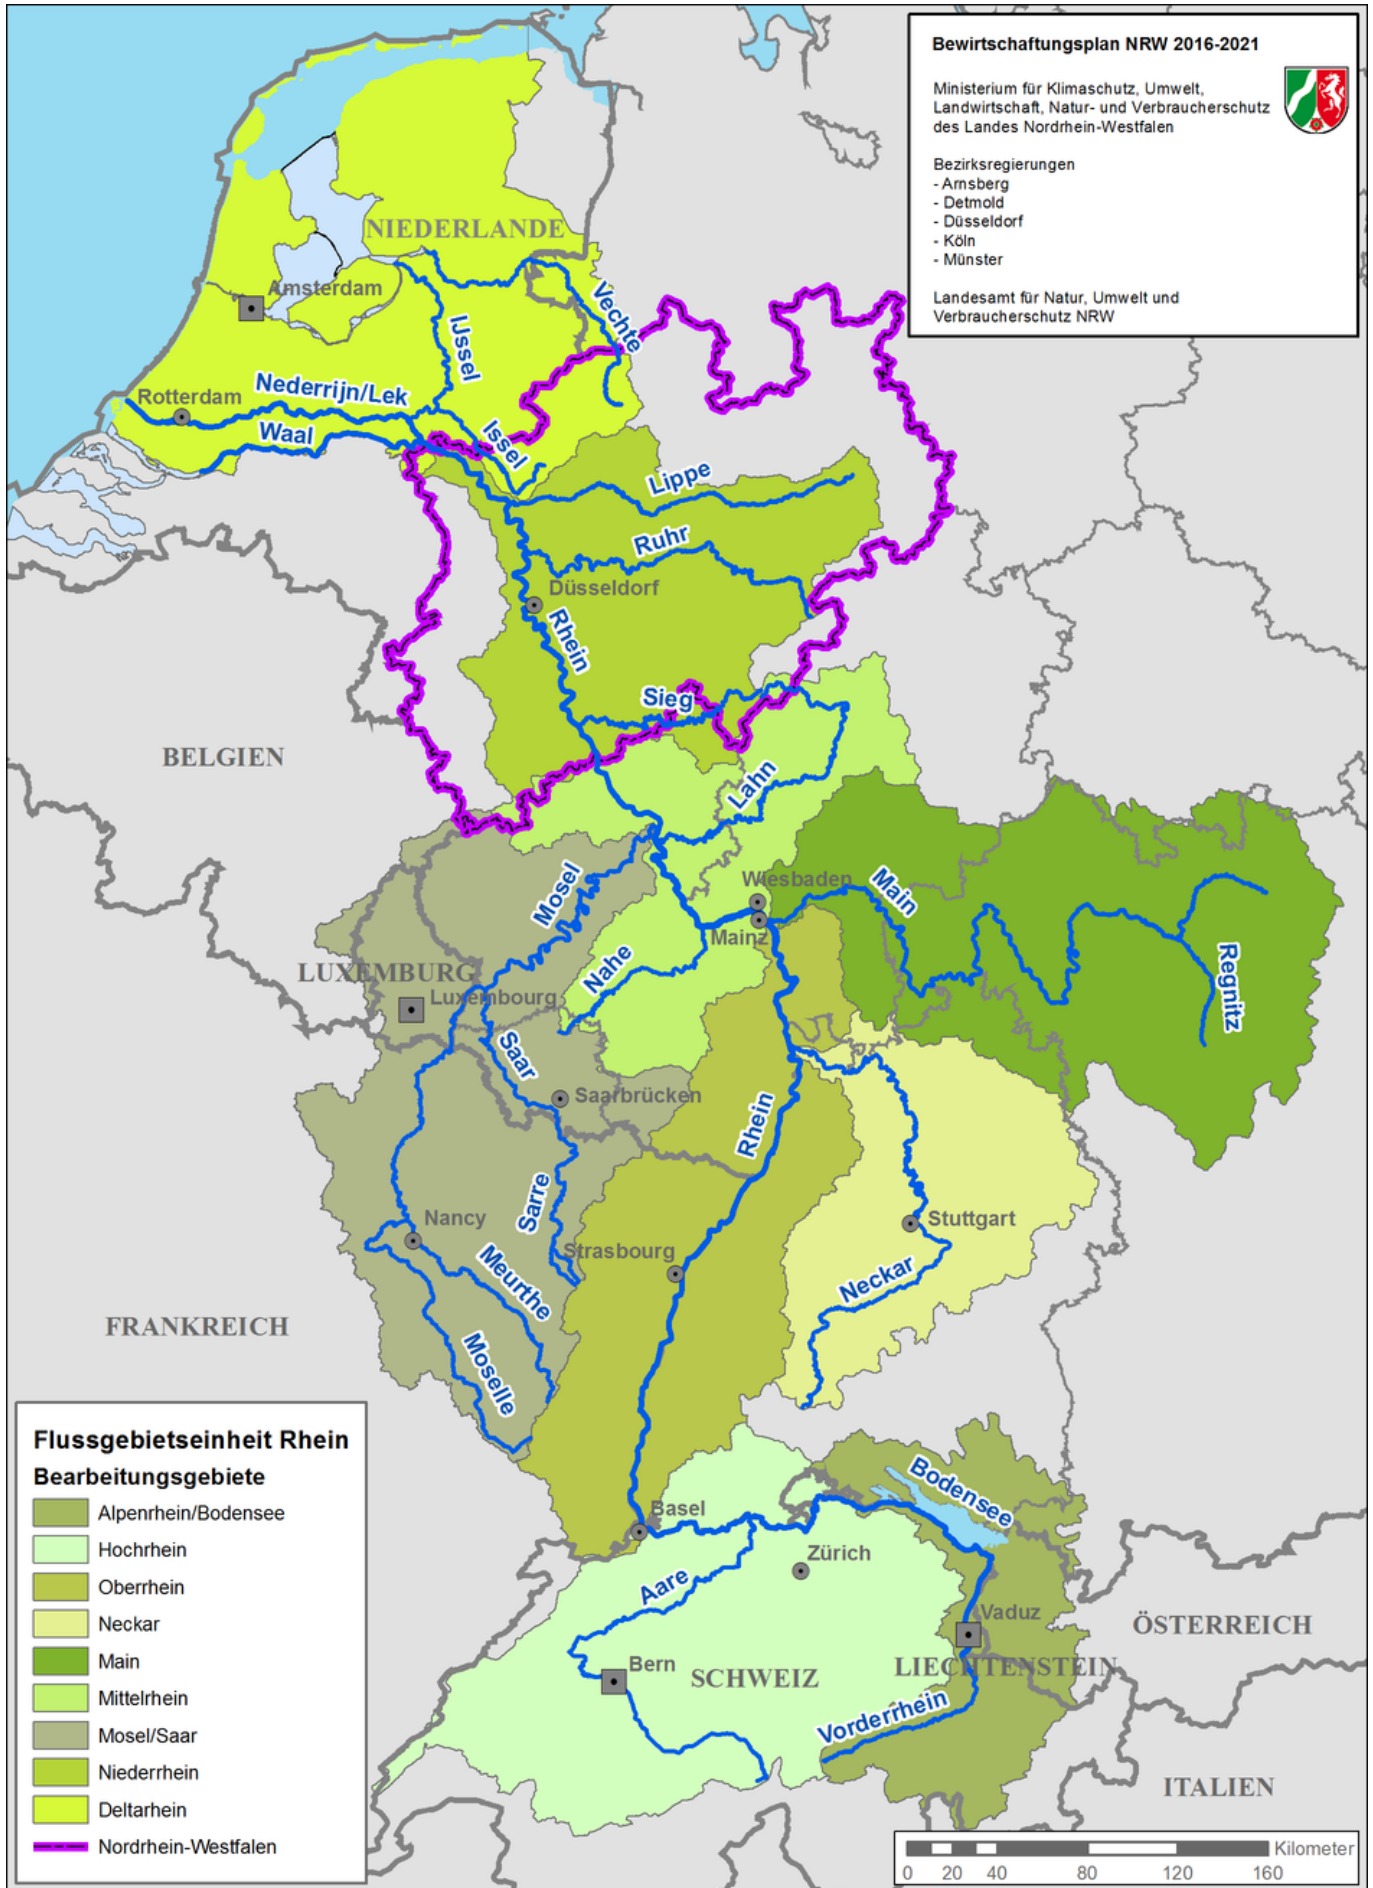 Bewirtschaftungsplan NRW 2016-2021
Ministerium für Klimaschutz, Umwelt,
Landwirtschaft, Natur- und Verbraucherschutz
des Landes Nordrhein-Westfalen
Bezirksregierungen
- Arnsberg
- Detmold
- Düsseldorf
- Köln
- Münster
Landesamt für Natur, Umwelt und
Verbraucherschutz NRW
NIEDERLANDE
Amsterdam
Vechte
IJssel
Nederrijn/Lek
Rotterdam
Waal
Issel
Lippe
Ruhr
Düsseldorf
Rhein
Sieg
BELGIEN
Lahn
Mosel
Wiesbaden
Main
Mainz
Nahe
LUXEMBURG
Luxembourg
Regnitz
Saar
Saarbrücken
Rhein
Sarre
Nancy
Stuttgart
Strasbourg
Meurthe
Neckar
FRANKREICH
Moselle
Bodensee
Basel
Zürich
Aare
Vaduz
ÖSTERREICH
Bern
SCHWEIZ
LIECHTENSTEIN
Vorderrhein
ITALIEN
Flussgebietseinheit Rhein
Bearbeitungsgebiete
Alpenrhein/Bodensee
Hochrhein
Oberrhein
Neckar
Main
Mittelrhein
Mosel/Saar
Niederrhein
Deltarhein
Nordrhein-Westfalen
Kilometer
0 20 40 80 120 160